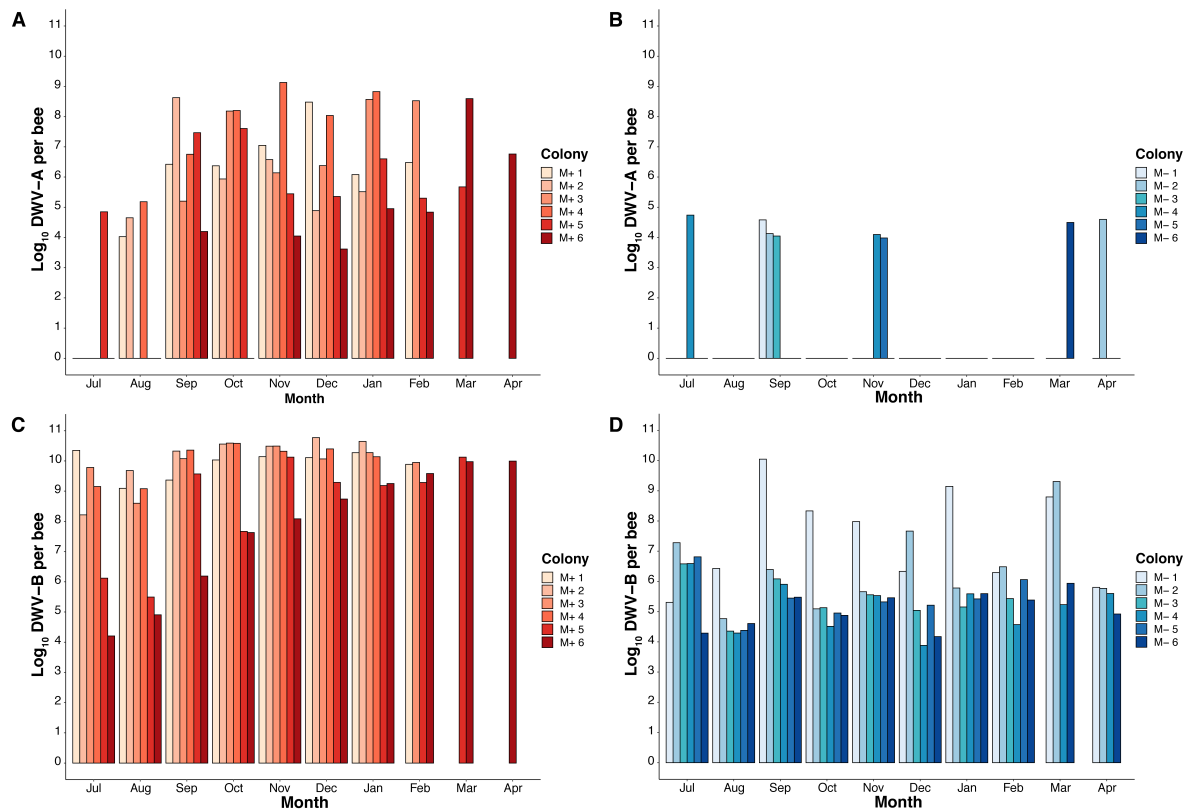 A
Log10 DWV−A per bee
11
10
9
8
7
6
5
4
3
2
1
0
Jul Aug Sep Oct Nov Dec Jan Feb Mar Apr
Month
Colony
M+ 1
M+ 2
M+ 3
M+ 4
M+ 5
M+ 6
B
Log10 DWV−A per bee
11
10
9
8
7
6
5
4
3
2
1
0
Jul Aug Sep Oct Nov Dec Jan Feb Mar Apr
Month
Colony
M− 1
M− 2
M− 3
M− 4
M− 5
M− 6
C
Log10 DWV−B per bee
11
10
9
8
7
6
5
4
3
2
1
0
Jul Aug Sep Oct Nov Dec Jan Feb Mar Apr
Month
Colony
M+ 1
M+ 2
M+ 3
M+ 4
M+ 5
M+ 6
D
Log10 DWV−B per bee
11
10
9
8
7
6
5
4
3
2
1
0
Jul Aug Sep Oct Nov Dec Jan Feb Mar Apr
Month
Colony
M− 1
M− 2
M− 3
M− 4
M− 5
M− 6